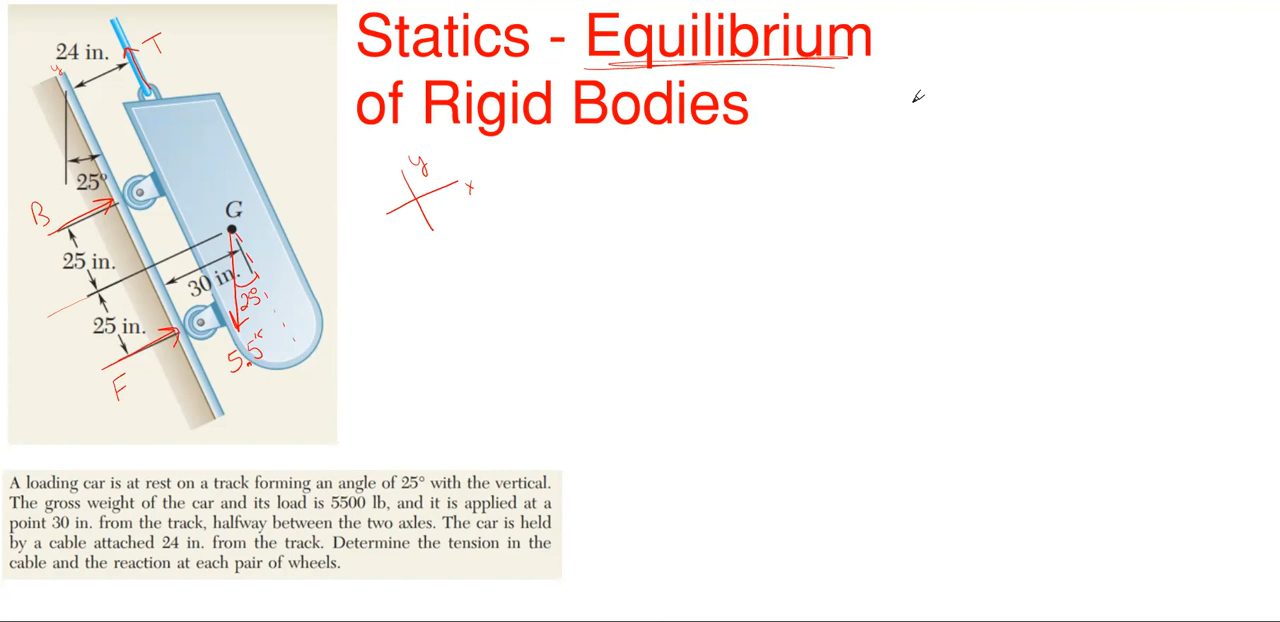 Statics - Equilibrium
of Rigid Bodies
24 in.
T
y
25°
B
25 in.
G
30 in.
25°
25 in.
5.5ᵏ
F
y
x
A loading car is at rest on a track forming an angle of 25° with the vertical.
The gross weight of the car and its load is 5500 lb, and it is applied at a
point 30 in. from the track, halfway between the two axles. The car is held
by a cable attached 24 in. from the track. Determine the tension in the
cable and the reaction at each pair of wheels.